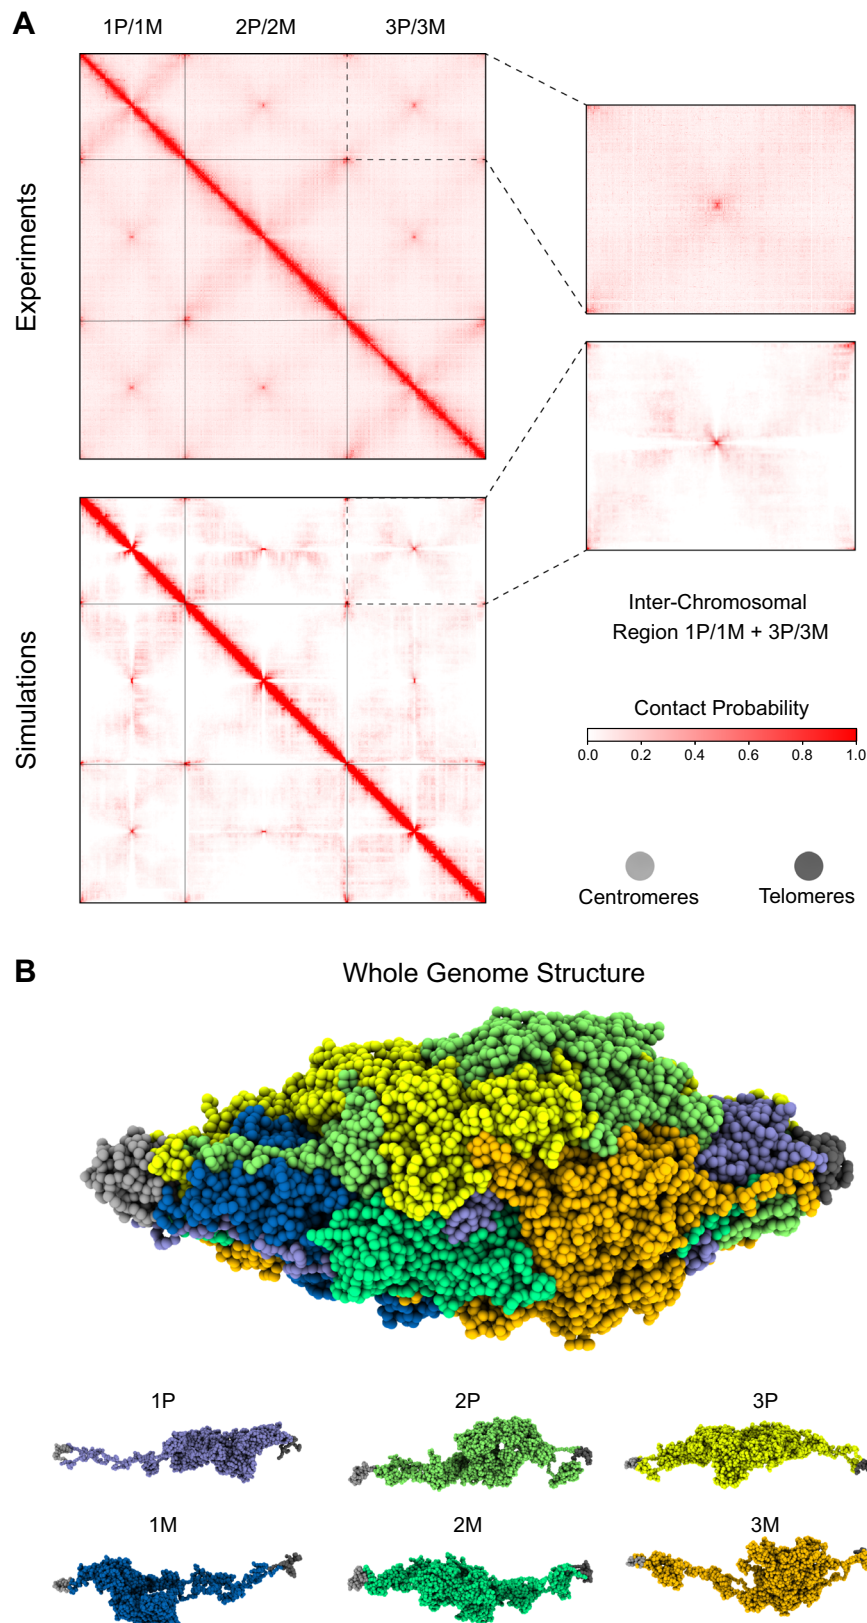 A
1P/1M 2P/2M 3P/3M
Experiments
Simulations
Inter-Chromosomal
Region 1P/1M + 3P/3M
Contact Probability
0.0 0.2 0.4 0.6 0.8 1.0
Centromeres Telomeres
B
Whole Genome Structure
1P 2P 3P
1M 2M 3M